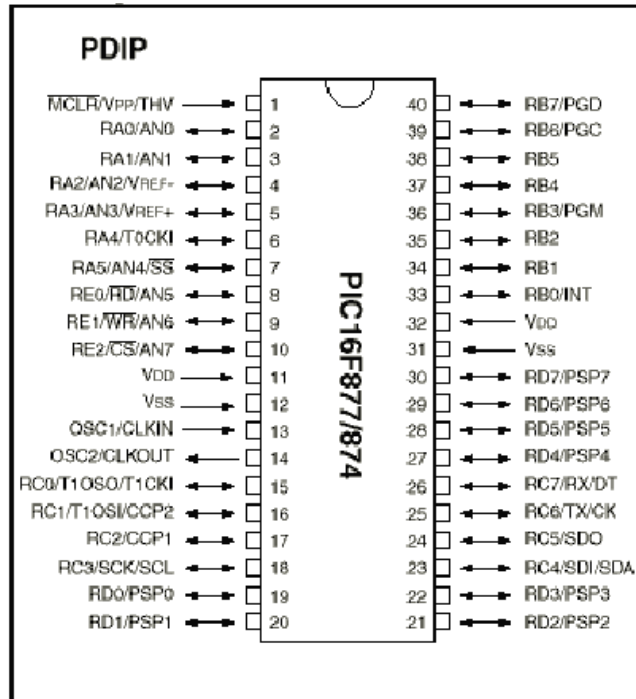 PDIP
MCLR/VPP/THV 1 40 RB7/PGD
RA0/AN0 2 39 RB6/PGC
RA1/AN1 3 38 RB5
RA2/AN2/VREF- 4 37 RB4
RA3/AN3/VREF+ 5 36 RB3/PGM
RA4/T0CKI 6 35 RB2
RA5/AN4/SS 7 34 RB1
RE0/RD/AN5 8 33 RB0/INT
RE1/WR/AN6 9 32 VDD
RE2/CS/AN7 10 31 VSS
VDD 11 30 RD7/PSP7
VSS 12 29 RD6/PSP6
OSC1/CLKIN 13 28 RD5/PSP5
OSC2/CLKOUT 14 27 RD4/PSP4
RC0/T1OSO/T1CKI 15 26 RC7/RX/DT
RC1/T1OSI/CCP2 16 25 RC6/TX/CK
RC2/CCP1 17 24 RC5/SDO
RC3/SCK/SCL 18 23 RC4/SDI/SDA
RD0/PSP0 19 22 RD3/PSP3
RD1/PSP1 20 21 RD2/PSP2
PIC16F877/874